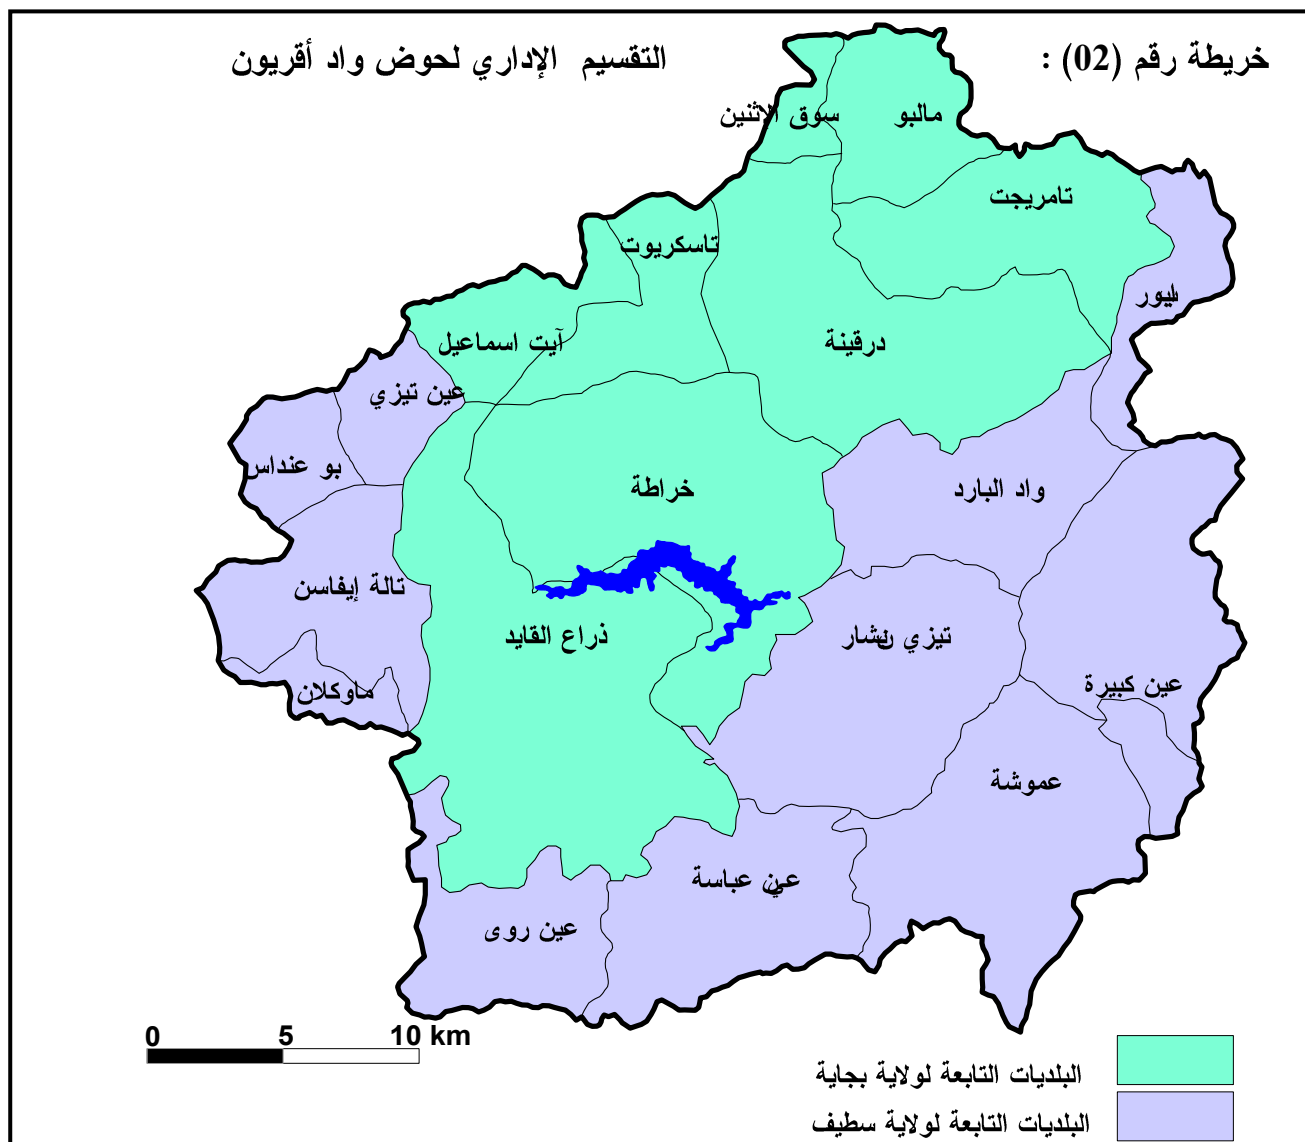 خريطة رقم (02) : التقسيم الإداري لحوض واد أقريون
سوق الاثنين
مالبو
تامريجت
تاسكريوت
آيت اسماعيل
درقينة
عين تيزي
بو عنداس
خراطة
واد البارد
تالة إيفاسن
ذراع القايد
تيزي نبشار
ماوكلان
عين كبيرة
عموشة
عين عباسة
عين روى
0 5 10 km
البلديات التابعة لولاية بجاية
البلديات التابعة لولاية سطيف